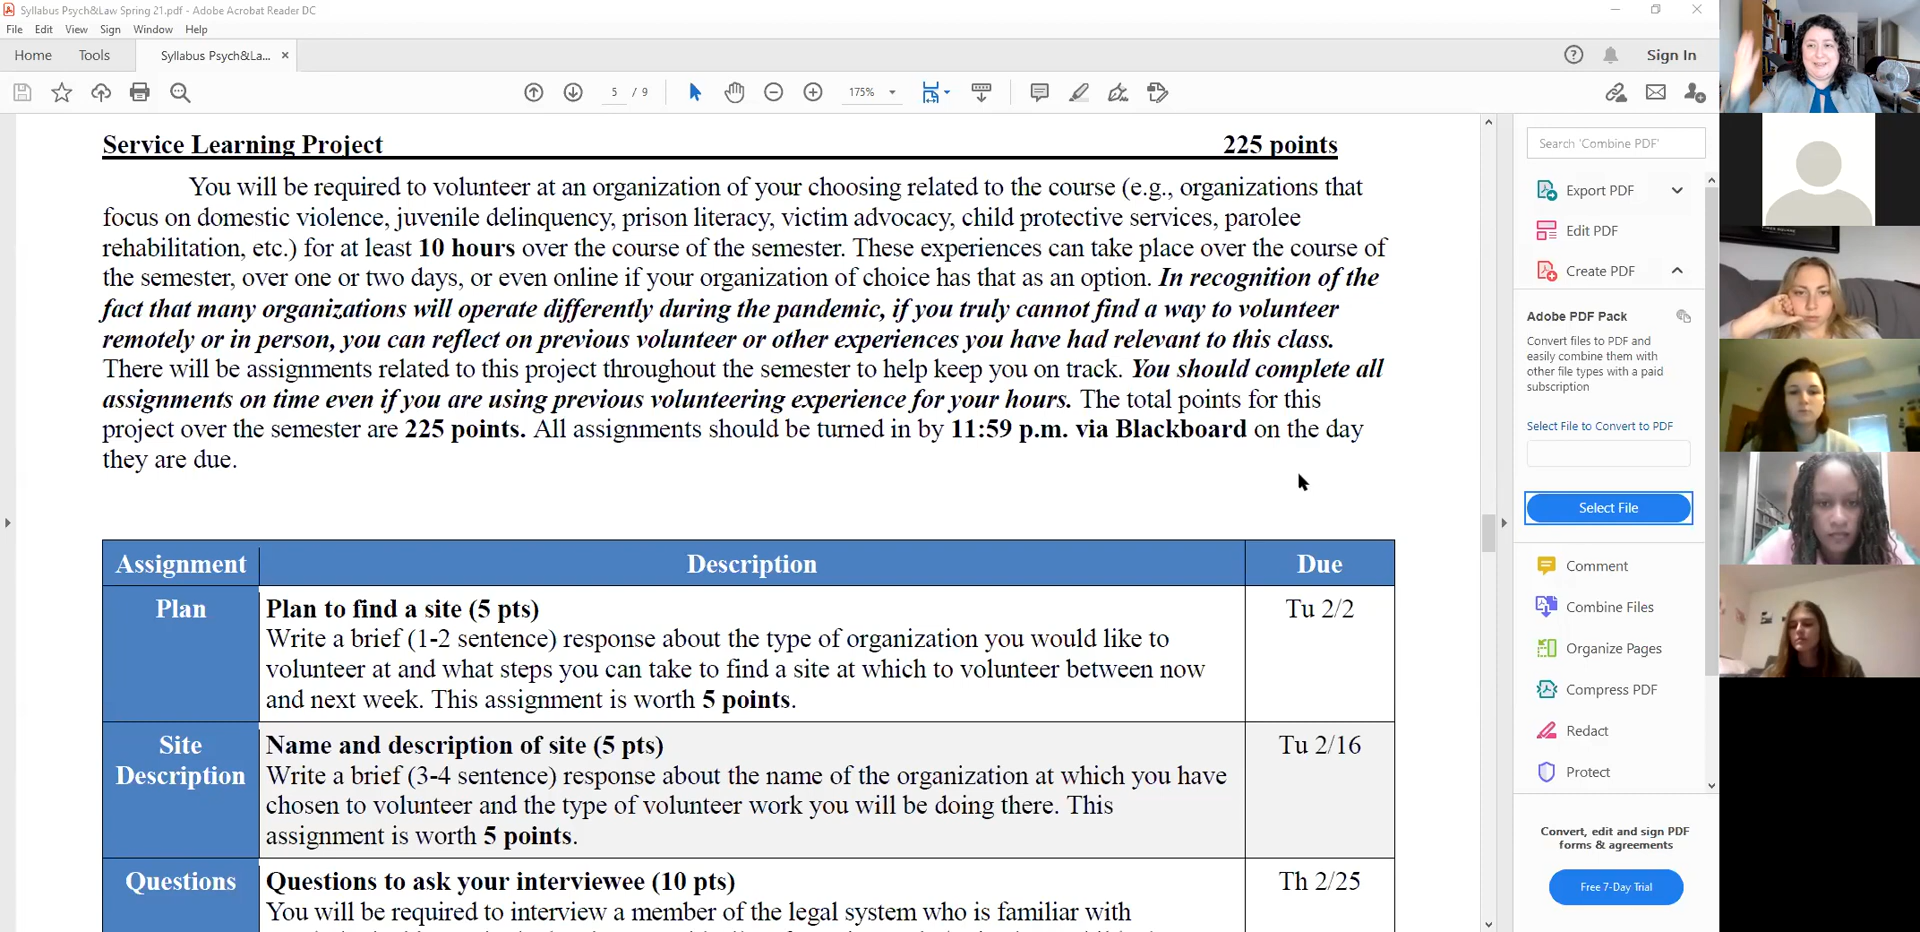 Syllabus Psych&Law Spring 21.pdf - Adobe Acrobat Reader DC
File Edit View Sign Window Help
Home Tools Syllabus Psych&La... × Sign In
5 / 9 175%
Service Learning Project 225 points
You will be required to volunteer at an organization of your choosing related to the course (e.g., organizations that
focus on domestic violence, juvenile delinquency, prison literacy, victim advocacy, child protective services, parolee
rehabilitation, etc.) for at least 10 hours over the course of the semester. These experiences can take place over the course of
the semester, over one or two days, or even online if your organization of choice has that as an option. In recognition of the
fact that many organizations will operate differently during the pandemic, if you truly cannot find a way to volunteer
remotely or in person, you can reflect on previous volunteer or other experiences you have had relevant to this class.
There will be assignments related to this project throughout the semester to help keep you on track. You should complete all
assignments on time even if you are using previous volunteering experience for your hours. The total points for this
project over the semester are 225 points. All assignments should be turned in by 11:59 p.m. via Blackboard on the day
they are due.
Assignment Description Due
Plan Plan to find a site (5 pts) Tu 2/2
Write a brief (1-2 sentence) response about the type of organization you would like to
volunteer at and what steps you can take to find a site at which to volunteer between now
and next week. This assignment is worth 5 points.
Site Description Name and description of site (5 pts) Tu 2/16
Write a brief (3-4 sentence) response about the name of the organization at which you have
chosen to volunteer and the type of volunteer work you will be doing there. This
assignment is worth 5 points.
Questions Questions to ask your interviewee (10 pts) Th 2/25
You will be required to interview a member of the legal system who is familiar with
Search 'Combine PDF'
Export PDF
Edit PDF
Create PDF
Adobe PDF Pack
Convert files to PDF and
easily combine them with
other file types with a paid
subscription
Select File to Convert to PDF
Select File
Comment
Combine Files
Organize Pages
Compress PDF
Redact
Protect
Convert, edit and sign PDF
forms & agreements
Free 7-Day Trial